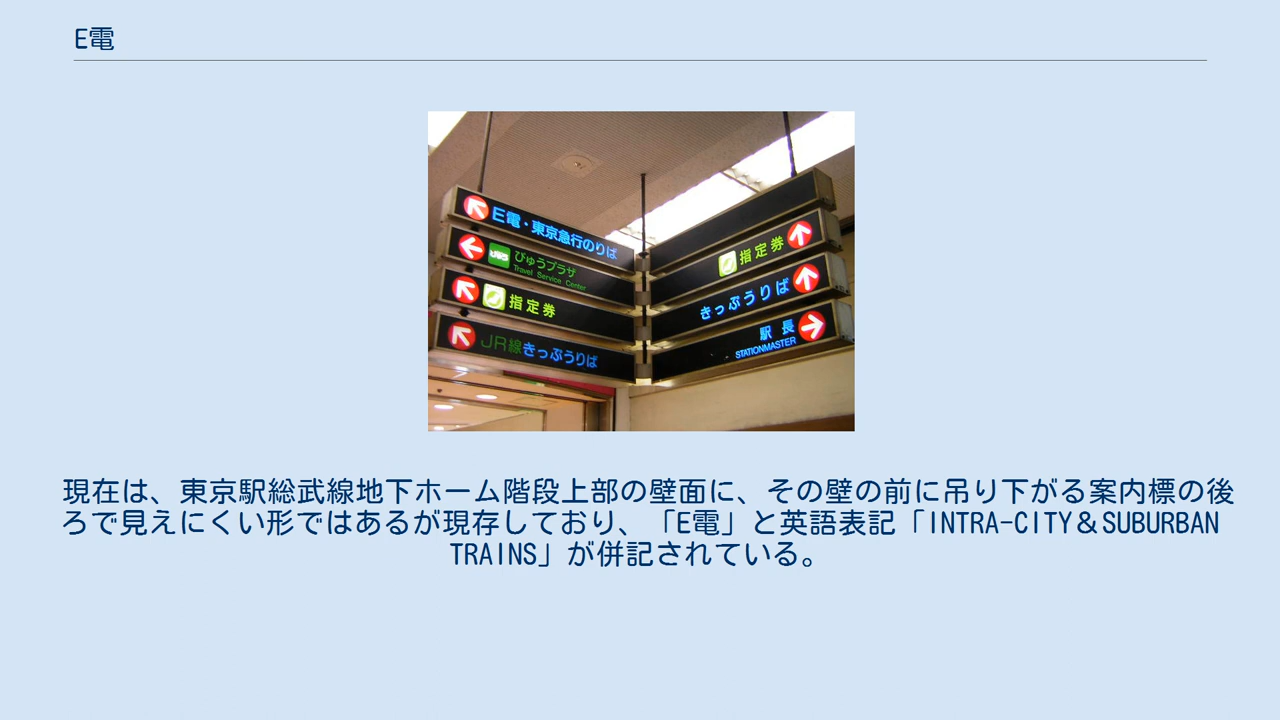 E電
E電・東京急行のりば
びゅう びゅうプラザ
Travel Service Center
指定券
JR線きっぷうりば
指定券
きっぷうりば
駅長
STATIONMASTER
現在は、東京駅総武線地下ホーム階段上部の壁面に、その壁の前に吊り下がる案内標の後
ろで見えにくい形ではあるが現存しており、「E電」と英語表記「INTRA-CITY＆SUBURBAN
TRAINS」が併記されている。